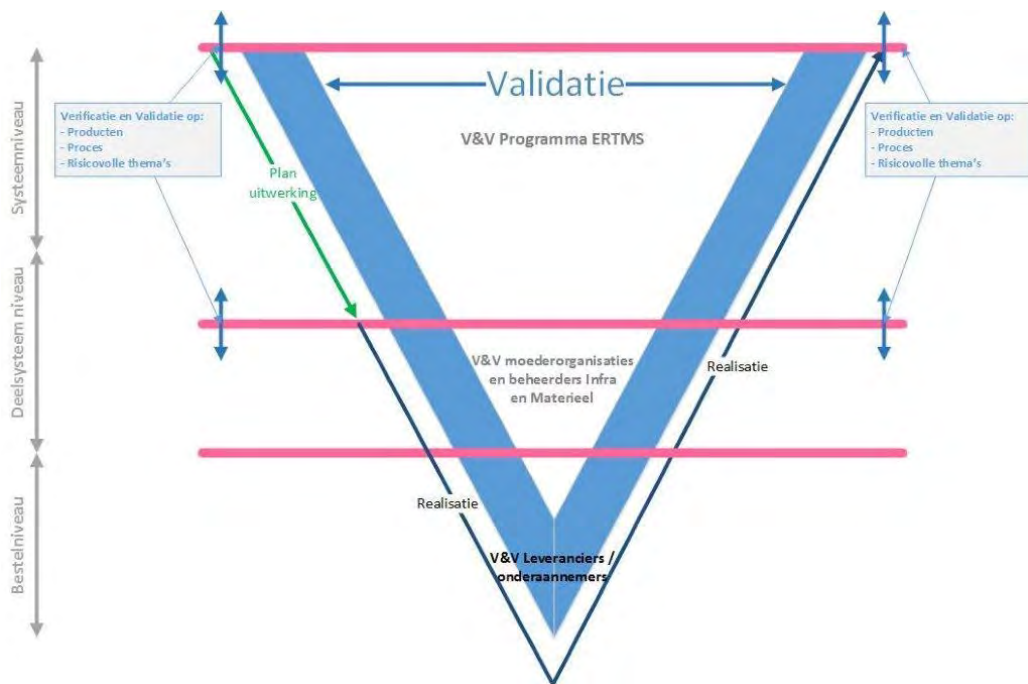 Systeemniveau
Deelsysteem niveau
Bestelniveau
Validatie
V&V Programma ERTMS
Verificatie en Validatie op:
- Producten
- Proces
- Risicovolle thema's
Verificatie en Validatie op:
- Producten
- Proces
- Risicovolle thema's
Plan
uitwerking
V&V moederorganisaties
en beheerders Infra
en Materieel
Realisatie
Realisatie
V&V Leveranciers /
onderaannemers